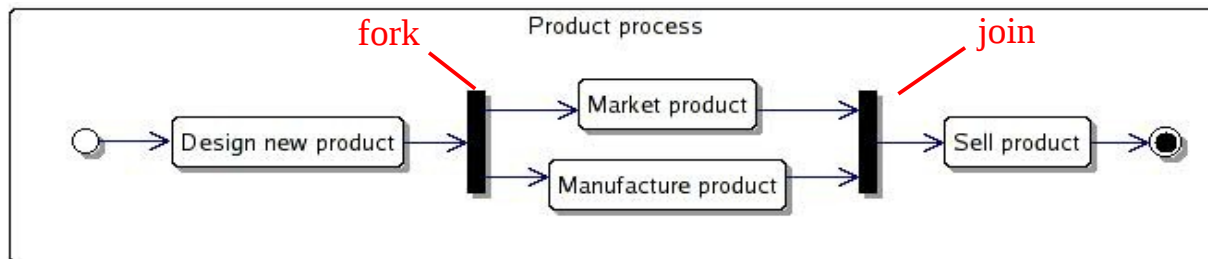 Product process
fork
join
Design new product
Market product
Manufacture product
Sell product